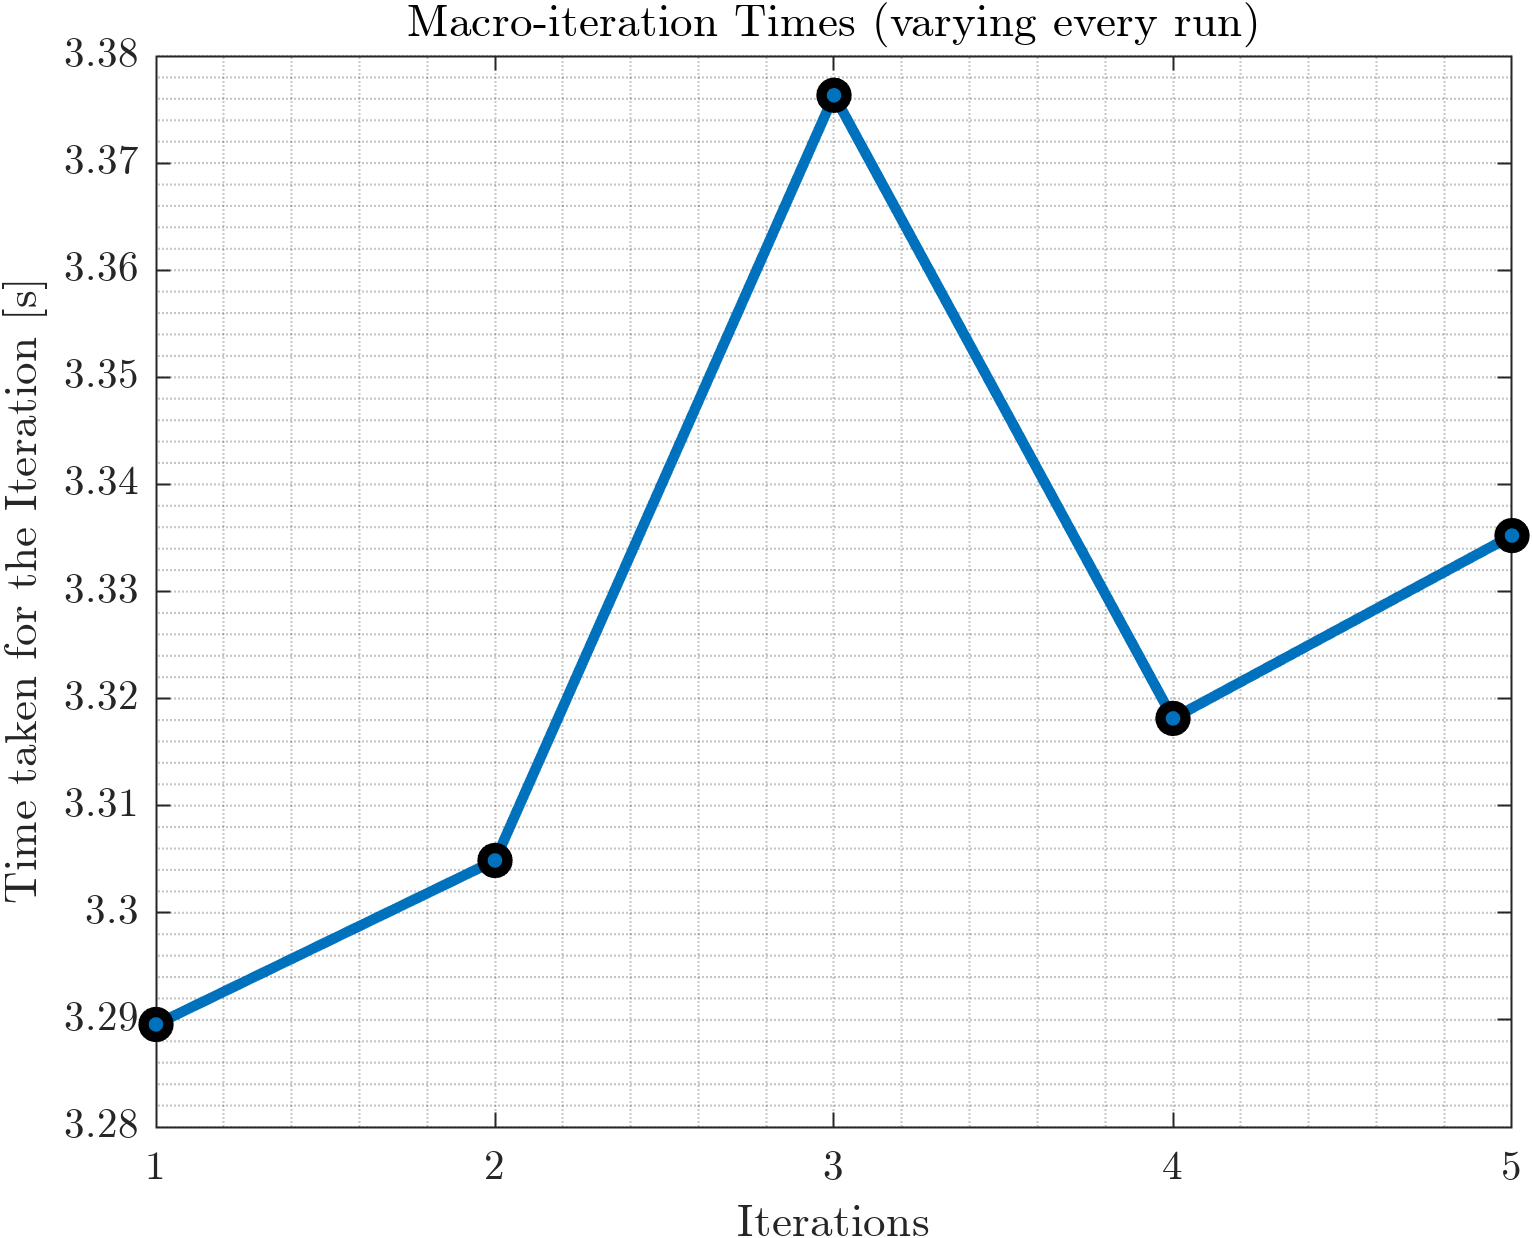 Macro-iteration Times (varying every run)
Time taken for the Iteration [s]
3.38
3.37
3.36
3.35
3.34
3.33
3.32
3.31
3.3
3.29
3.28
1 2 3 4 5
Iterations